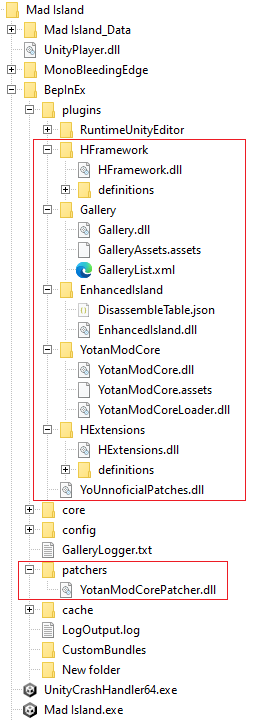 Mad Island
Mad Island_Data
UnityPlayer.dll
MonoBleedingEdge
BepInEx
plugins
RuntimeUnityEditor
HFramework
HFramework.dll
definitions
Gallery
Gallery.dll
GalleryAssets.assets
GalleryList.xml
EnhancedIsland
DisassembleTable.json
EnhancedIsland.dll
YotanModCore
YotanModCore.dll
YotanModCore.assets
YotanModCoreLoader.dll
HExtensions
HExtensions.dll
definitions
YoUnnoficialPatches.dll
core
config
GalleryLogger.txt
patchers
YotanModCorePatcher.dll
cache
LogOutput.log
CustomBundles
New folder
UnityCrashHandler64.exe
Mad Island.exe